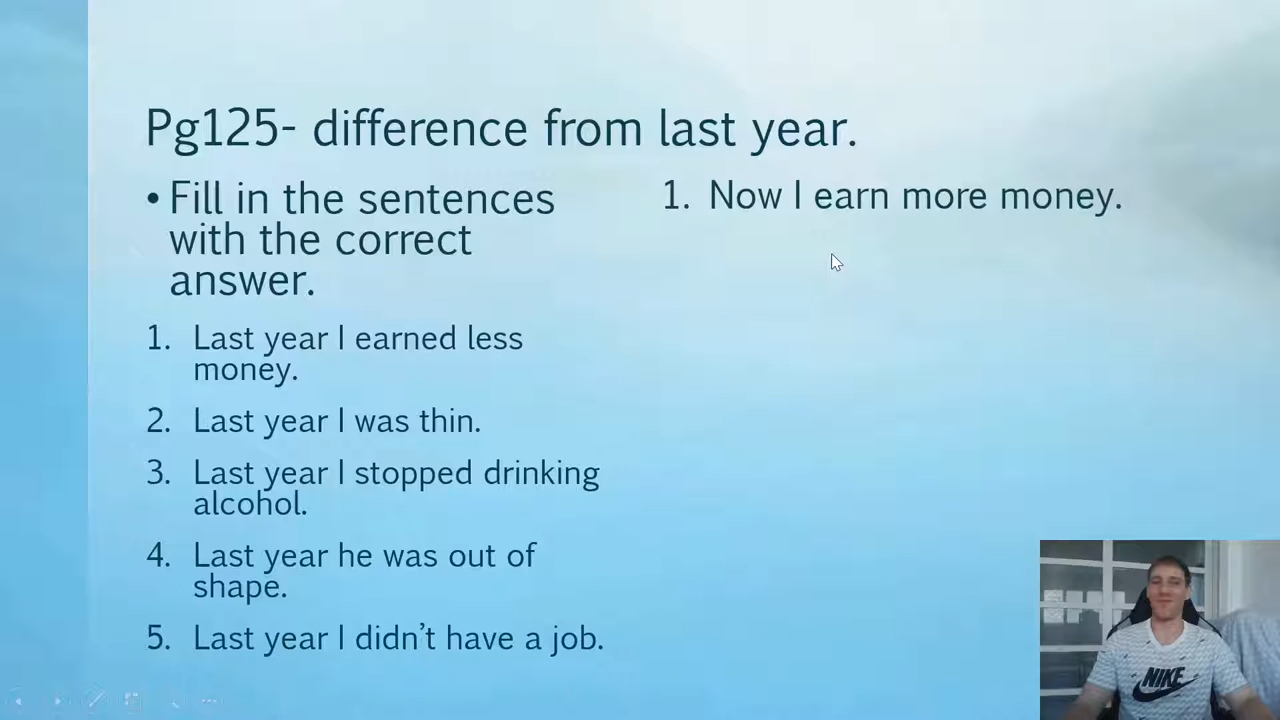 Pg125- difference from last year.
• Fill in the sentences
with the correct
answer.
1. Last year I earned less
money.
2. Last year I was thin.
3. Last year I stopped drinking
alcohol.
4. Last year he was out of
shape.
5. Last year I didn’t have a job.
1. Now I earn more money.
NIKE